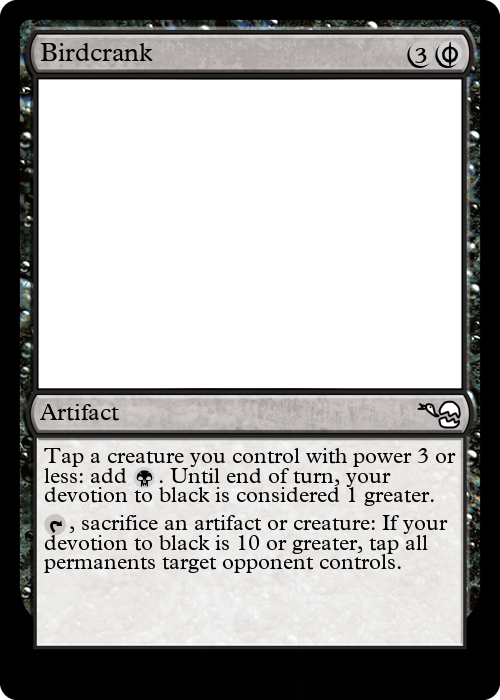 Birdcrank 3
Artifact
Tap a creature you control with power 3 or
less: add . Until end of turn, your
devotion to black is considered 1 greater.
, sacrifice an artifact or creature: If your
devotion to black is 10 or greater, tap all
permanents target opponent controls.